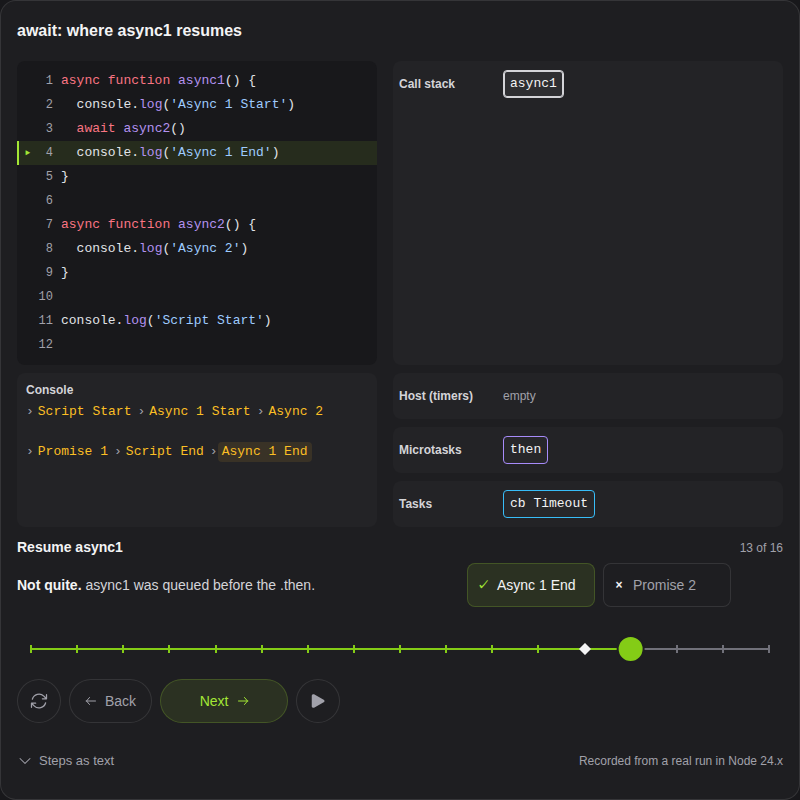 await: where async1 resumes
1 async function async1() {
2 console.log('Async 1 Start')
3 await async2()
4 console.log('Async 1 End')
5 }
6
7 async function async2() {
8 console.log('Async 2')
9 }
10
11 console.log('Script Start')
12
Call stack async1
Console
› Script Start › Async 1 Start › Async 2
› Promise 1 › Script End › Async 1 End
Host (timers) empty
Microtasks then
Tasks cb Timeout
Resume async1 13 of 16
Not quite. async1 was queued before the .then. ✓ Async 1 End × Promise 2
← Back Next →
Steps as text Recorded from a real run in Node 24.x